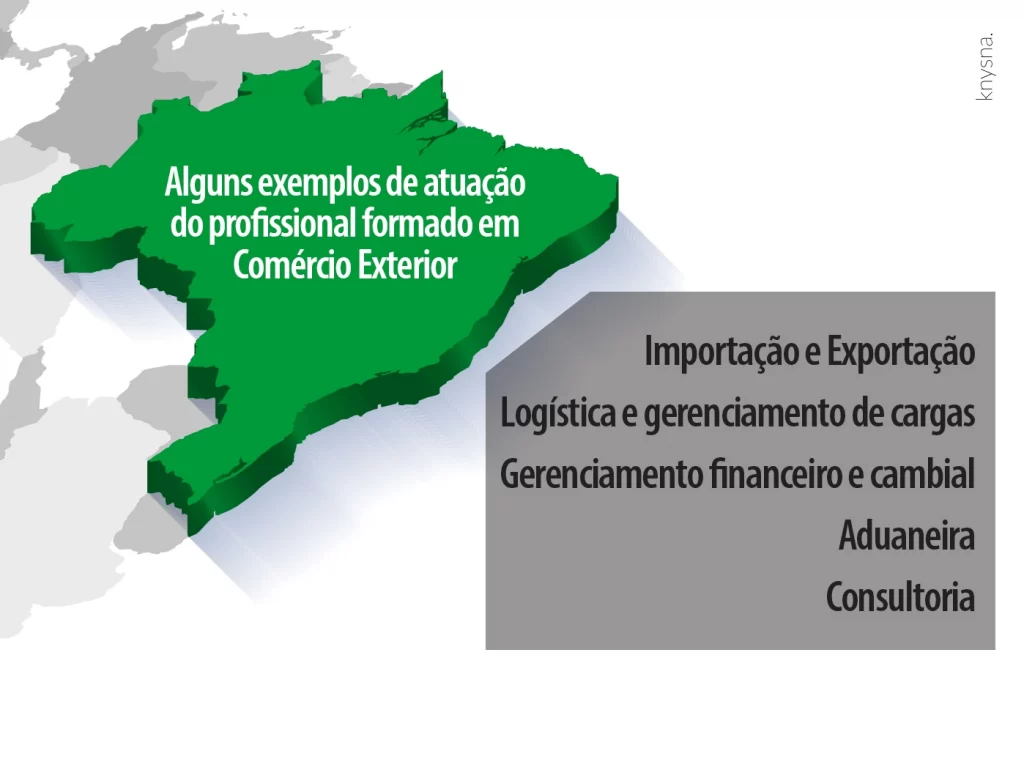 knysna.
Alguns exemplos de atuação
do profissional formado em
Comércio Exterior
Importação e Exportação
Logística e gerenciamento de cargas
Gerenciamento financeiro e cambial
Aduaneira
Consultoria